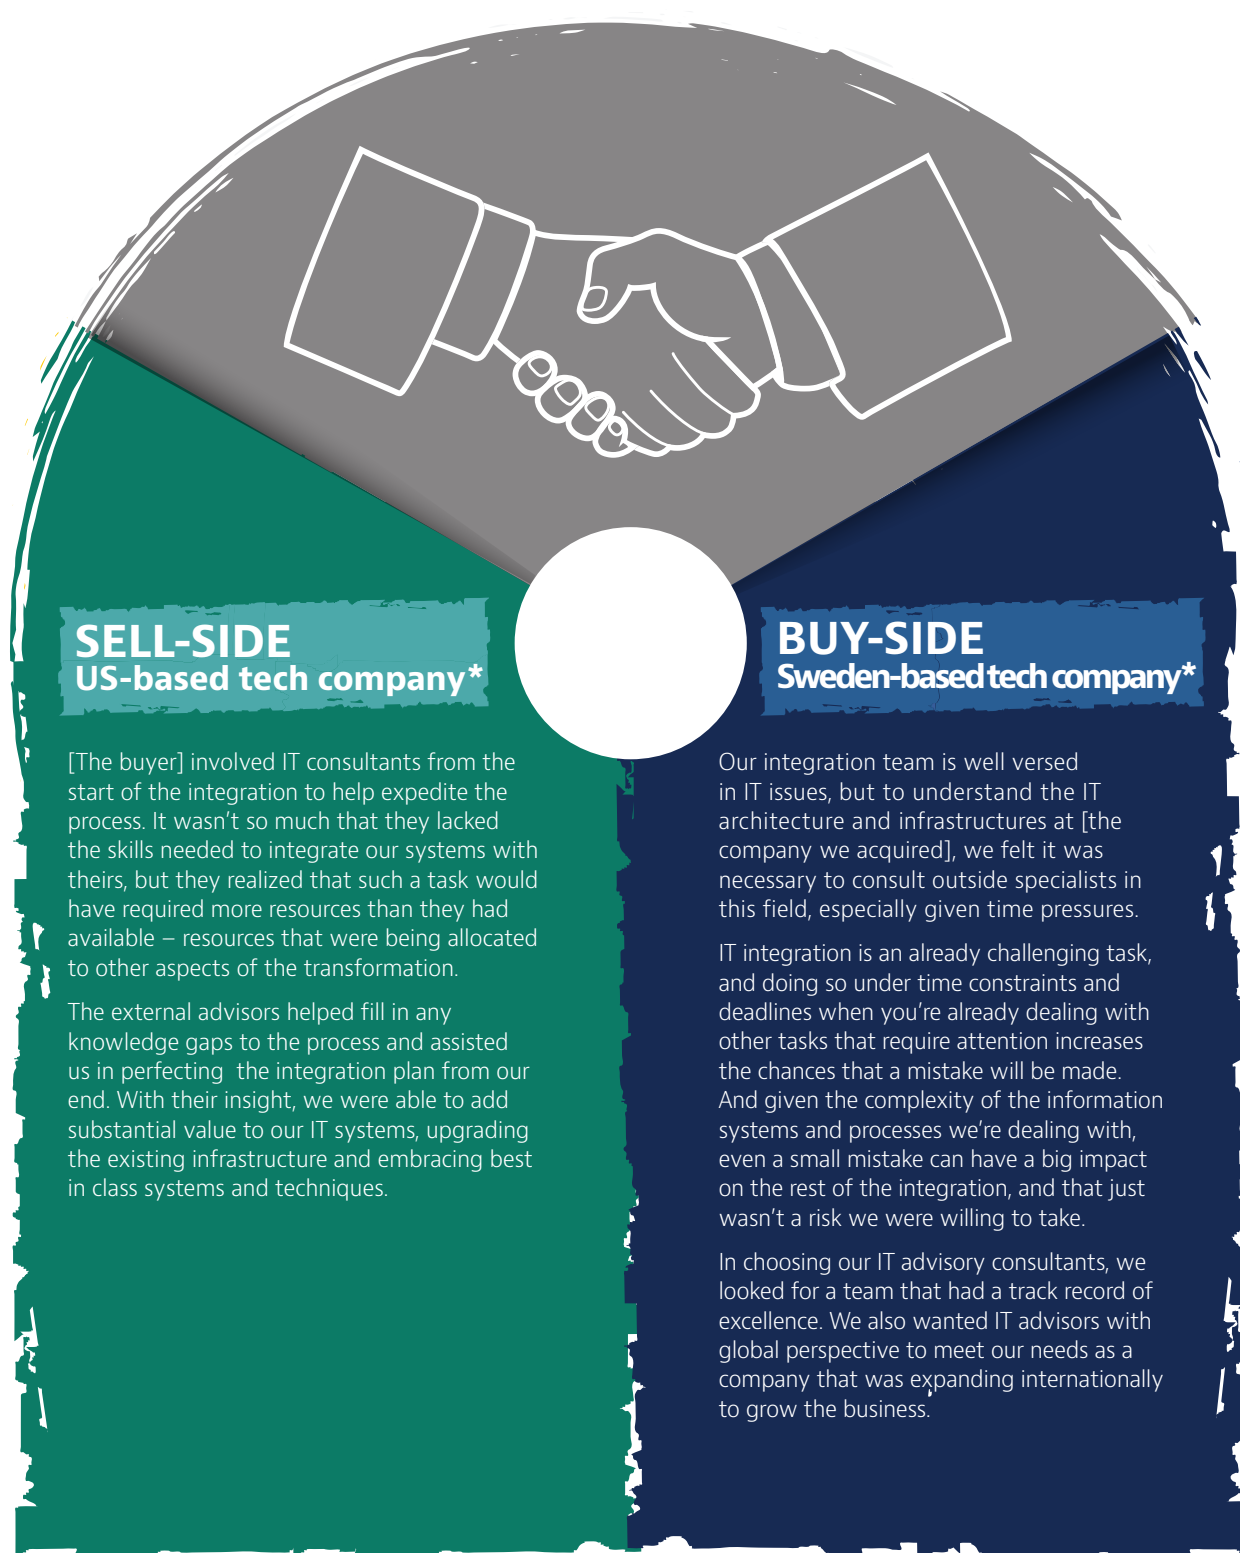 SELL-SIDE
US-based tech company*
[The buyer] involved IT consultants from the
start of the integration to help expedite the
process. It wasn't so much that they lacked
the skills needed to integrate our systems with
theirs, but they realized that such a task would
have required more resources than they had
available – resources that were being allocated
to other aspects of the transformation.
The external advisors helped fill in any
knowledge gaps to the process and assisted
us in perfecting  the integration plan from our
end. With their insight, we were able to add
substantial value to our IT systems, upgrading
the existing infrastructure and embracing best
in class systems and techniques.
BUY-SIDE
Sweden-based tech company*
Our integration team is well versed
in IT issues, but to understand the IT
architecture and infrastructures at [the
company we acquired], we felt it was
necessary to consult outside specialists in
this field, especially given time pressures.
IT integration is an already challenging task,
and doing so under time constraints and
deadlines when you're already dealing with
other tasks that require attention increases
the chances that a mistake will be made.
And given the complexity of the information
systems and processes we're dealing with,
even a small mistake can have a big impact
on the rest of the integration, and that just
wasn't a risk we were willing to take.
In choosing our IT advisory consultants, we
looked for a team that had a track record of
excellence. We also wanted IT advisors with
global perspective to meet our needs as a
company that was expanding internationally
to grow the business.